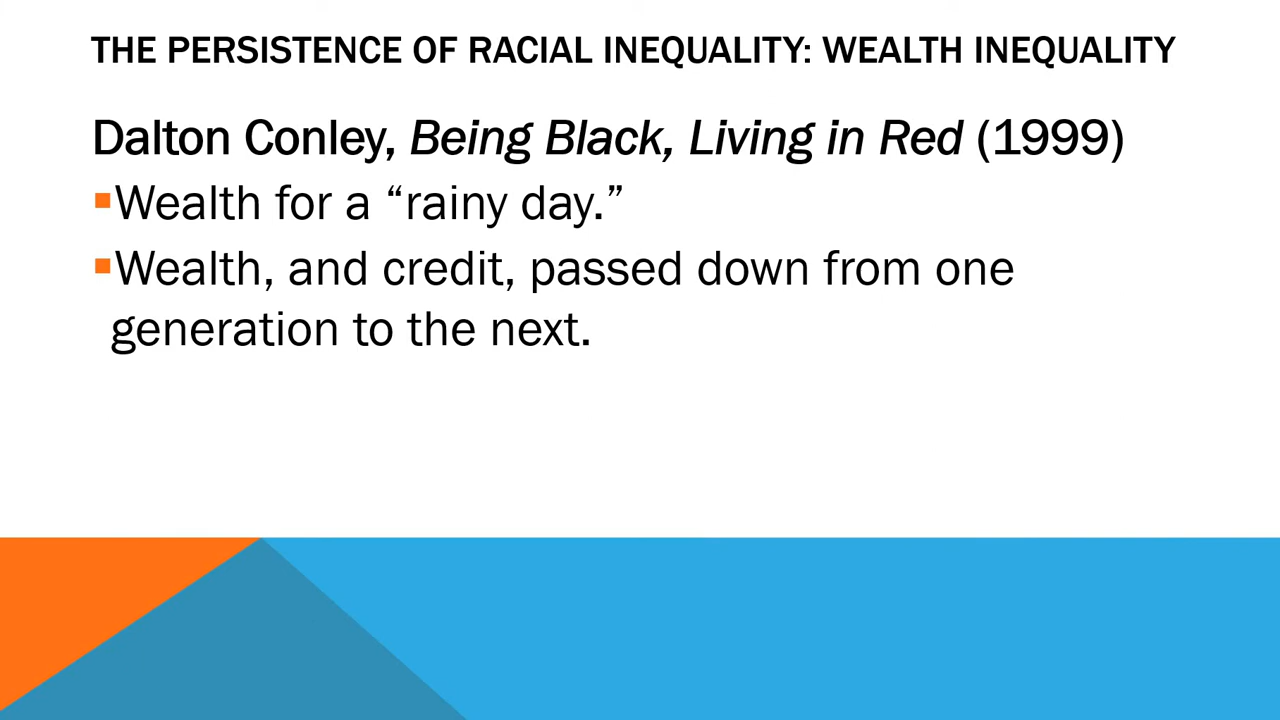 THE PERSISTENCE OF RACIAL INEQUALITY: WEALTH INEQUALITY
Dalton Conley, Being Black, Living in Red (1999)
▪Wealth for a “rainy day.”
▪Wealth, and credit, passed down from one
generation to the next.